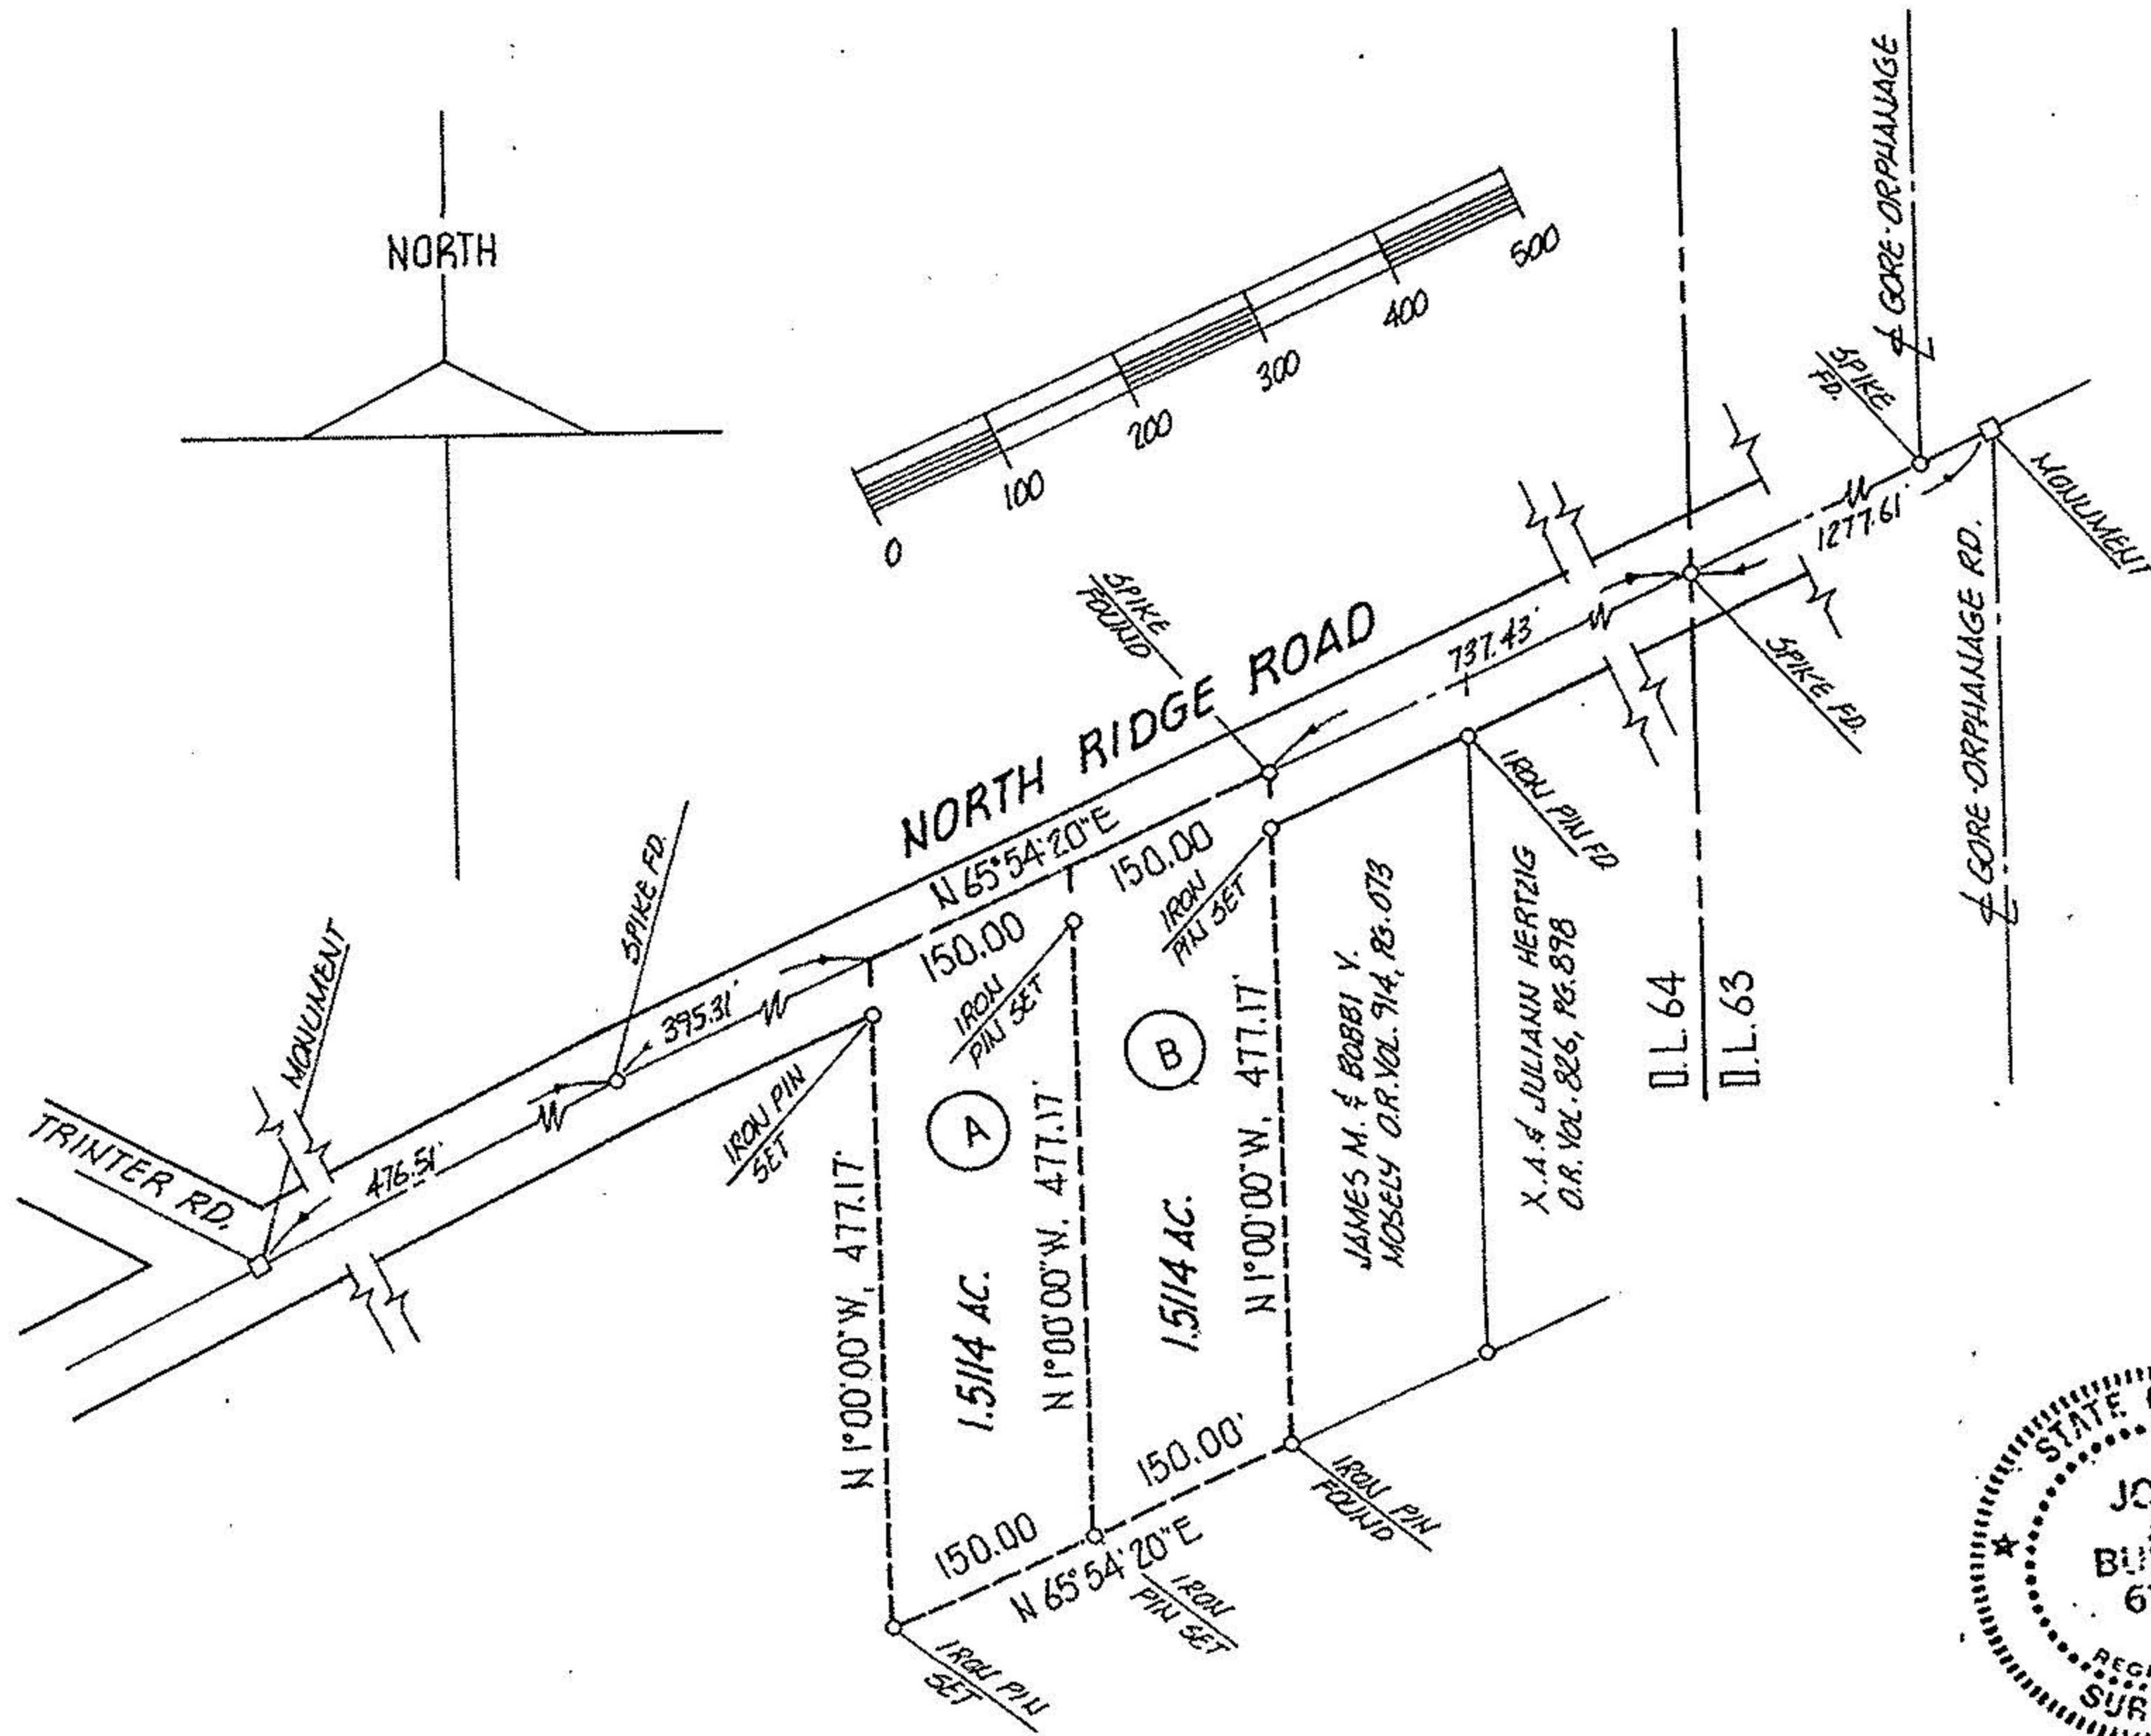 NORTH
0
100
200
300
400
500
℄ GORE-ORPHANAGE
SPIKE
FD.
MONUMENT
1277.61'
℄ GORE-ORPHANAGE RD.
SPIKE FD.
SPIKE
FOUND
737.43'
NORTH RIDGE ROAD
IRON PIN FD
N 65°54'20"E
150.00
150.00
IRON
PIN SET
IRON
PIN SET
SPIKE FD.
395.31'
MONUMENT
TRINTER RD.
476.51'
IRON PIN
SET
A
B
N 1°00'00"W, 477.17'
1.5114 AC.
N 1°00'00"W. 477.17'
1.5114 AC.
N 1°00'00"W, 477.17'
JAMES M. & BOBBI V.
MOSELY O.R. VOL. 914, PG. 073
X.A. & JULIANN HERTZIG
O.R. VOL. 826, PG. 898
D.L. 64
D.L. 63
150.00
150.00'
N 65°54'20"E
IRON
PIN SET
IRON PIN
FOUND
IRON PIN
SET
STATE